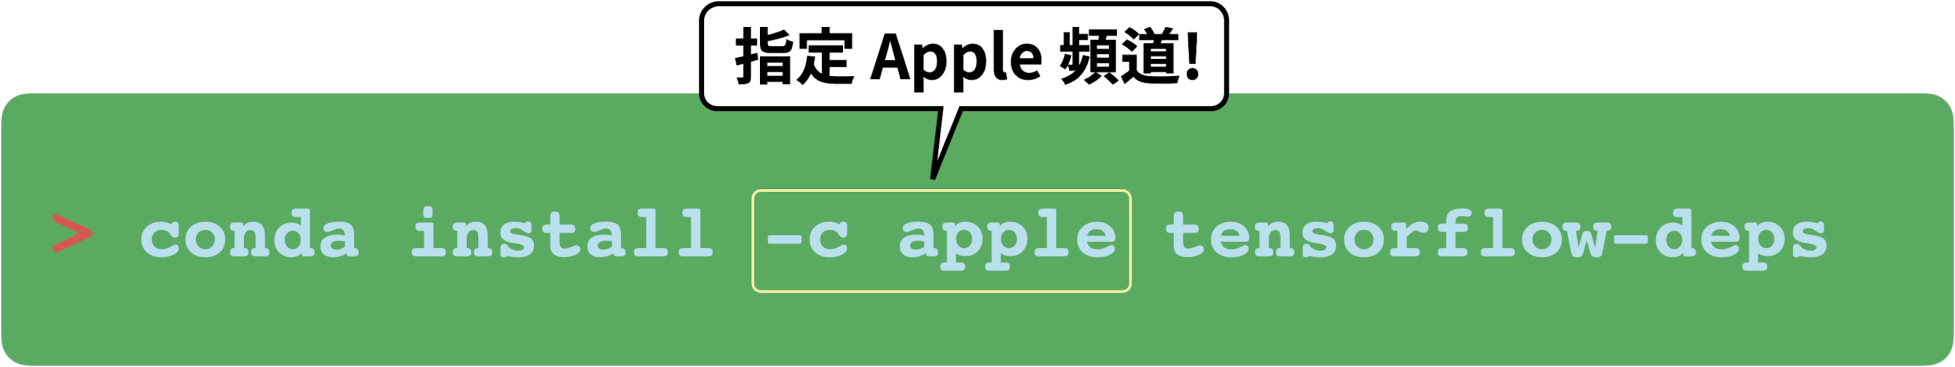 指定 Apple 頻道!
> conda install -c apple tensorflow-deps